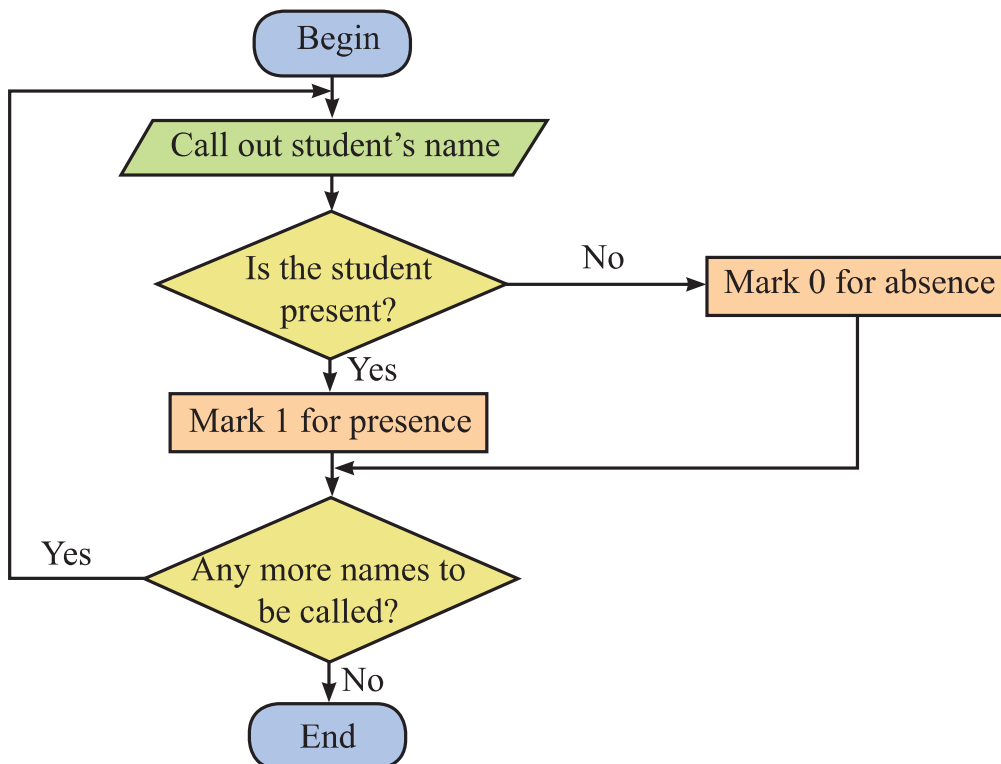 Begin
Call out student’s name
Is the student
present?
No
Mark 0 for absence
Yes
Mark 1 for presence
Yes
Any more names to
be called?
No
End